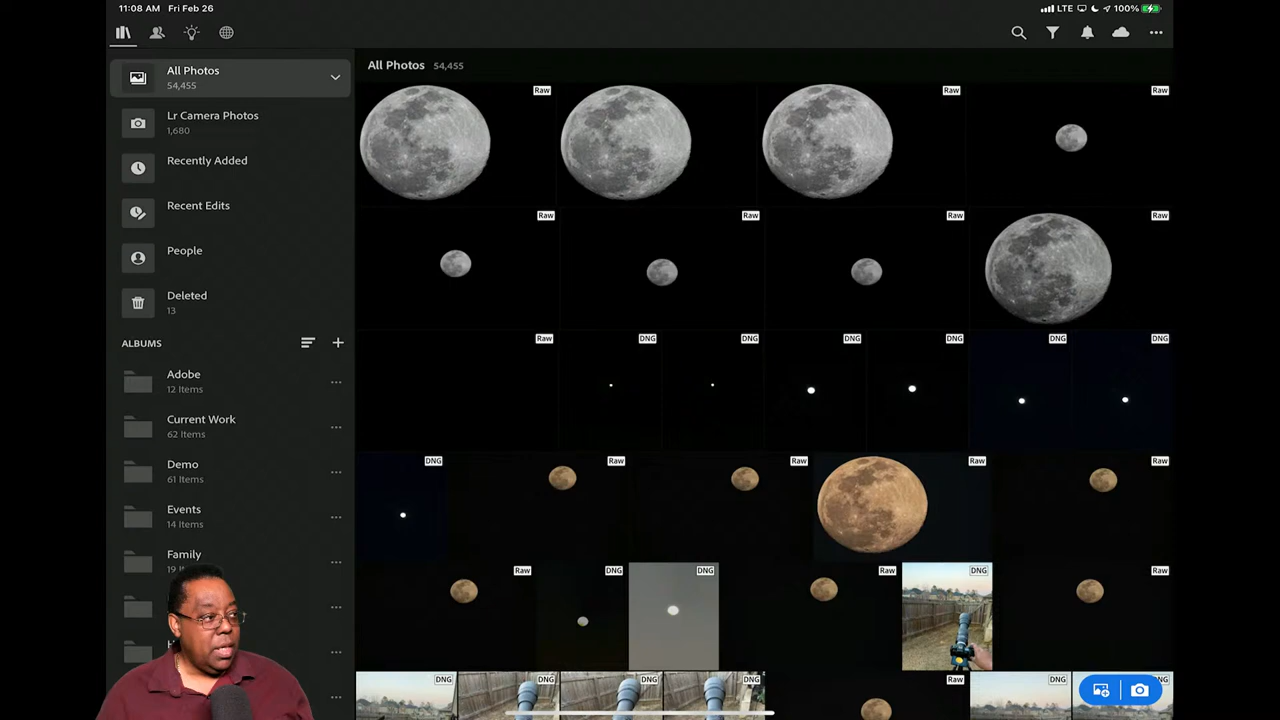 11:08 AM Fri Feb 26
LTE 100%
All Photos
54,455
Lr Camera Photos
1,680
Recently Added
Recent Edits
People
Deleted
13
ALBUMS
Adobe
12 Items
Current Work
62 Items
Demo
61 Items
Events
14 Items
Family
All Photos 54,455
Raw Raw Raw
Raw Raw Raw Raw
Raw DNG DNG DNG DNG DNG DNG
DNG Raw Raw Raw Raw
Raw DNG DNG Raw DNG Raw
DNG DNG DNG DNG Raw DNG